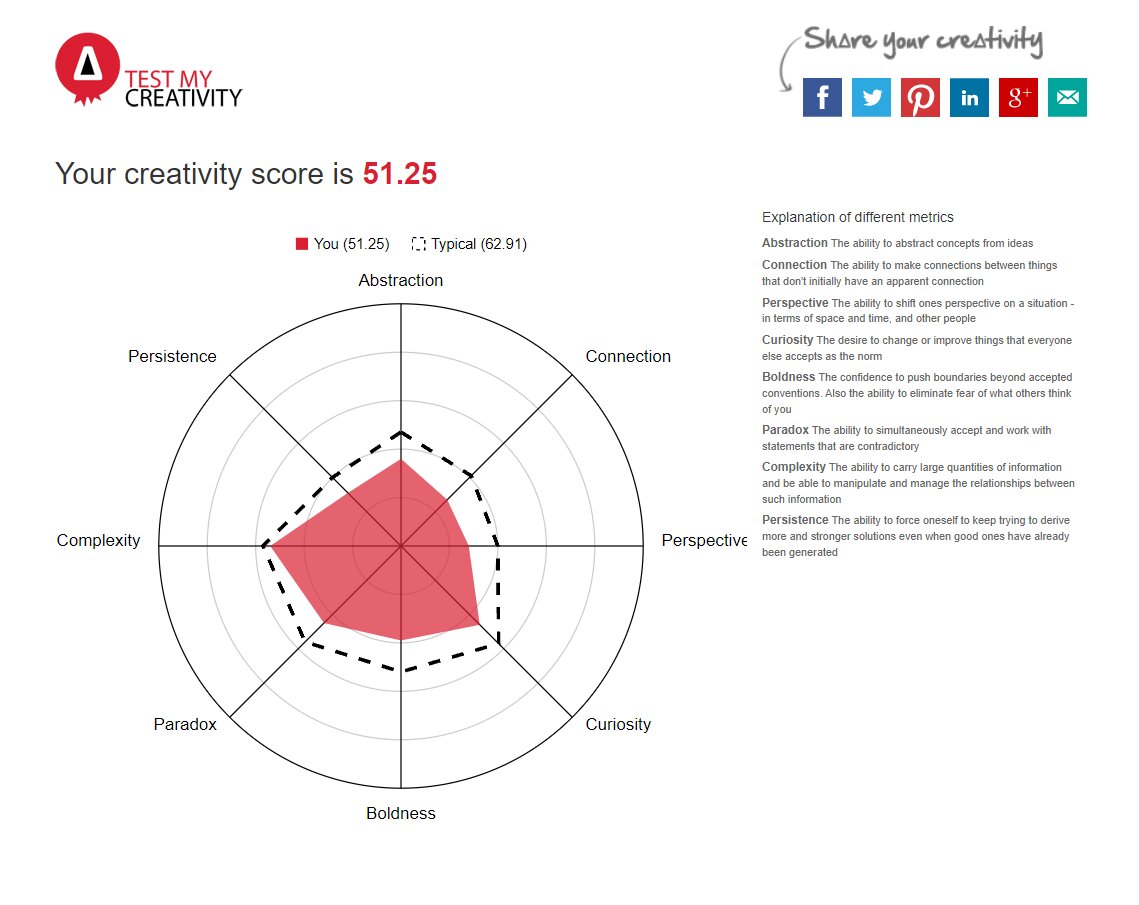 TEST MY
CREATIVITY
Share your creativity
f
in
g+
Your creativity score is 51.25
You (51.25)
Typical (62.91)
Abstraction
Persistence
Connection
Complexity
Perspective
Paradox
Curiosity
Boldness
Explanation of different metrics
Abstraction The ability to abstract concepts from ideas
Connection The ability to make connections between things
that don't initially have an apparent connection
Perspective The ability to shift ones perspective on a situation -
in terms of space and time, and other people
Curiosity The desire to change or improve things that everyone
else accepts as the norm
Boldness The confidence to push boundaries beyond accepted
conventions. Also the ability to eliminate fear of what others think
of you
Paradox The ability to simultaneously accept and work with
statements that are contradictory
Complexity The ability to carry large quantities of information
and be able to manipulate and manage the relationships between
such information
Persistence The ability to force oneself to keep trying to derive
more and stronger solutions even when good ones have already
been generated